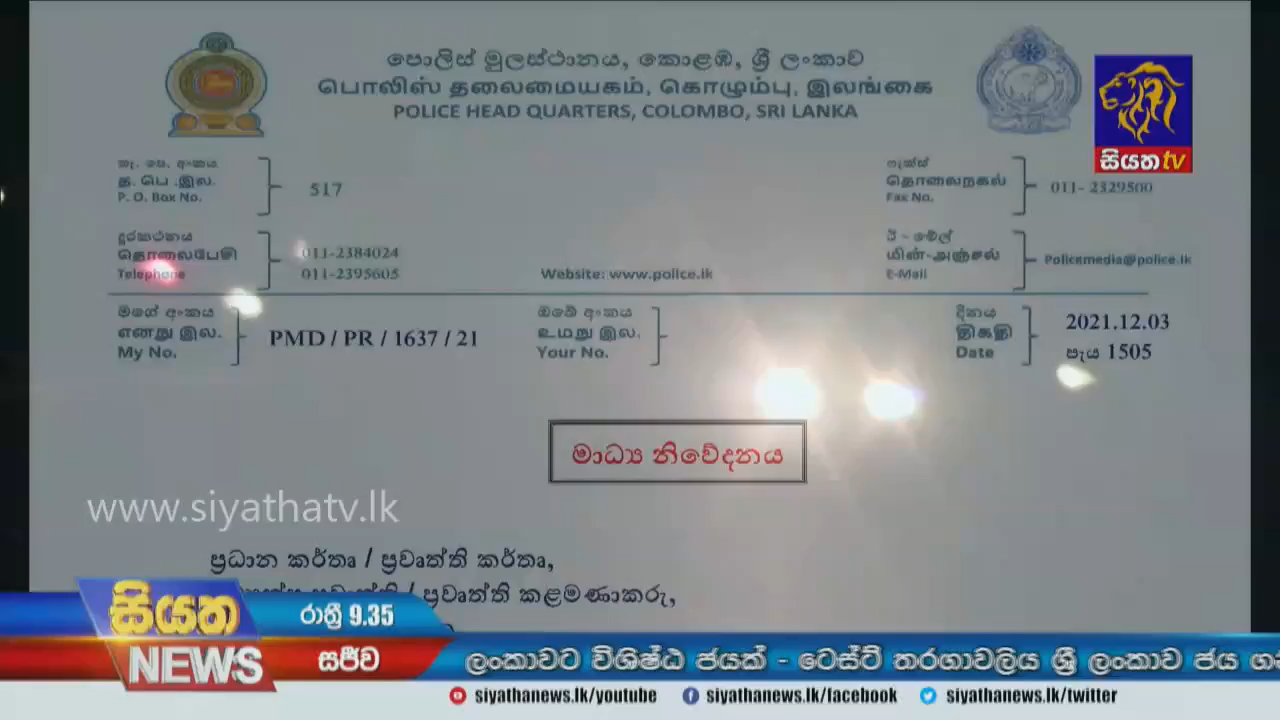 පොලිස් මූලස්ථානය, කොළඹ, ශ්‍රී ලංකාව
பொலிஸ் தலைமையகம், கொழும்பு, இலங்கை
POLICE HEAD QUARTERS, COLOMBO, SRI LANKA
සියත tv
තැ. පෙ. අංකය
த. பெ .இல.
P. O. Box No.
517
ෆැක්ස්
தொலைநகல்
Fax No.
011- 2329500
දුරකථනය
தொலைபேசி
Telephone
011-2384024
011-2395605
Website: www.police.lk
ඊ - මේල්
மின்-அஞ்சல்
E-Mail
Policemedia@police.lk
මගේ අංකය
எனது இல.
My No.
PMD / PR / 1637 / 21
ඔබේ අංකය
உமது இல.
Your No.
දිනය
திகதி
Date
2021.12.03
පැය 1505
මාධ්‍ය නිවේදනය
www.siyathatv.lk
ප්‍රධාන කර්තෘ / ප්‍රවෘත්ති කර්තෘ,
/ ප්‍රවෘත්ති කළමණාකරු,
සියත
NEWS
රාත්‍රී 9.35
සජීව
ලංකාවට විශිෂ්ඨ ජයක් - ටෙස්ට් තරගාවලිය ශ්‍රී ලංකාව ජය
siyathanews.lk/youtube
siyathanews.lk/facebook
siyathanews.lk/twitter